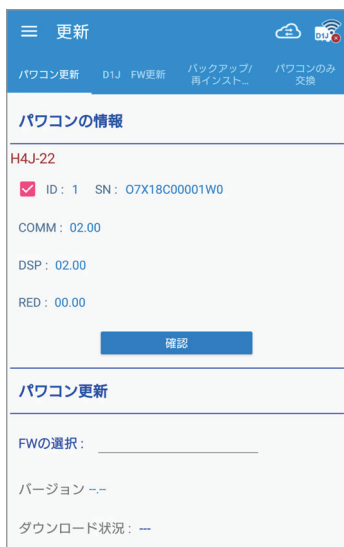 更新
D1J
パワコン更新 D1J FW更新 バックアップ/ パワコンのみ
再インスト... 交換
パワコンの情報
H4J-22
ID : 1 SN : O7X18C00001W0
COMM : 02.00
DSP : 02.00
RED : 00.00
確認
パワコン更新
FWの選択 :
バージョン --.--
ダウンロード状況 : ---